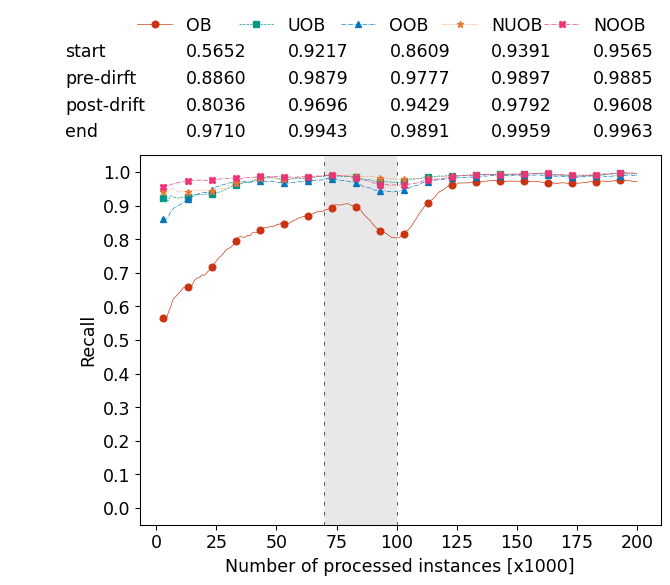 OB UOB OOB NUOB NOOB
start 0.5652 0.9217 0.8609 0.9391 0.9565
pre-dirft 0.8860 0.9879 0.9777 0.9897 0.9885
post-drift 0.8036 0.9696 0.9429 0.9792 0.9608
end 0.9710 0.9943 0.9891 0.9959 0.9963
1.0
0.9
0.8
0.7
0.6
0.5
0.4
0.3
0.2
0.1
0.0
Recall
0 25 50 75 100 125 150 175 200
Number of processed instances [x1000]